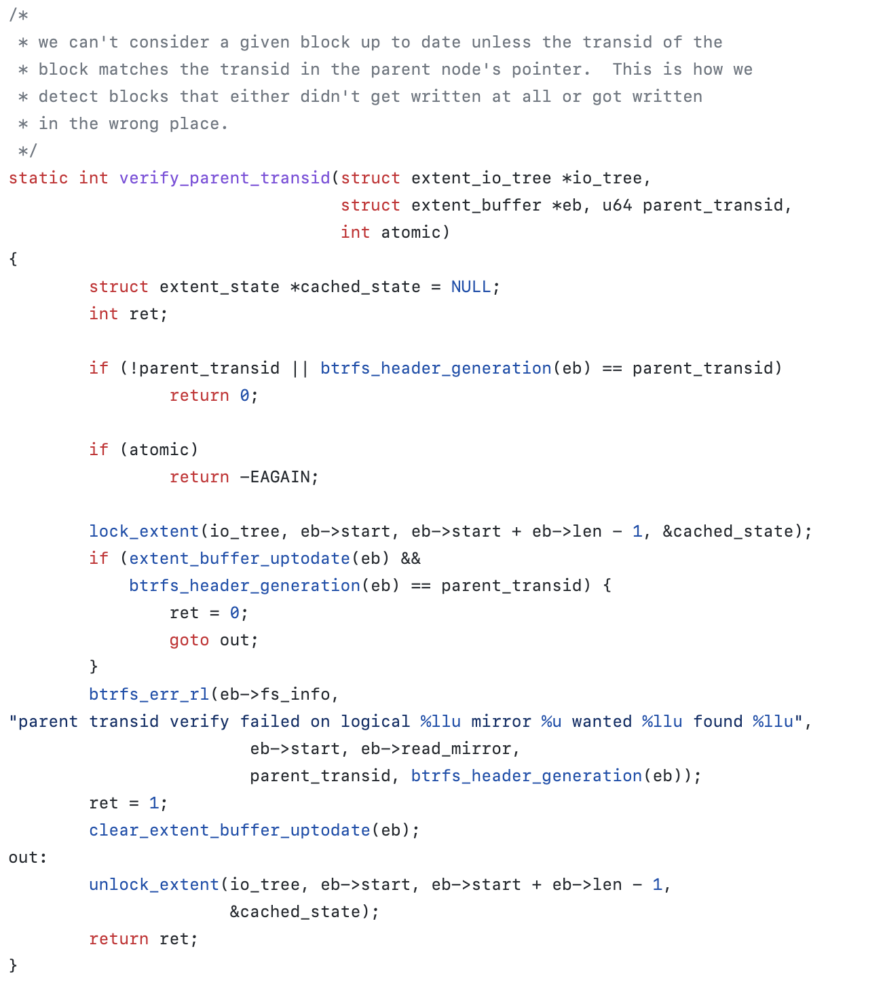 /*
 * we can't consider a given block up to date unless the transid of the
 * block matches the transid in the parent node's pointer.  This is how we
 * detect blocks that either didn't get written at all or got written
 * in the wrong place.
 */
static int verify_parent_transid(struct extent_io_tree *io_tree,
                                 struct extent_buffer *eb, u64 parent_transid,
                                 int atomic)
{
        struct extent_state *cached_state = NULL;
        int ret;

        if (!parent_transid || btrfs_header_generation(eb) == parent_transid)
                return 0;

        if (atomic)
                return -EAGAIN;

        lock_extent(io_tree, eb->start, eb->start + eb->len - 1, &cached_state);
        if (extent_buffer_uptodate(eb) &&
            btrfs_header_generation(eb) == parent_transid) {
                ret = 0;
                goto out;
        }
        btrfs_err_rl(eb->fs_info,
"parent transid verify failed on logical %llu mirror %u wanted %llu found %llu",
                        eb->start, eb->read_mirror,
                        parent_transid, btrfs_header_generation(eb));
        ret = 1;
        clear_extent_buffer_uptodate(eb);
out:
        unlock_extent(io_tree, eb->start, eb->start + eb->len - 1,
                      &cached_state);
        return ret;
}